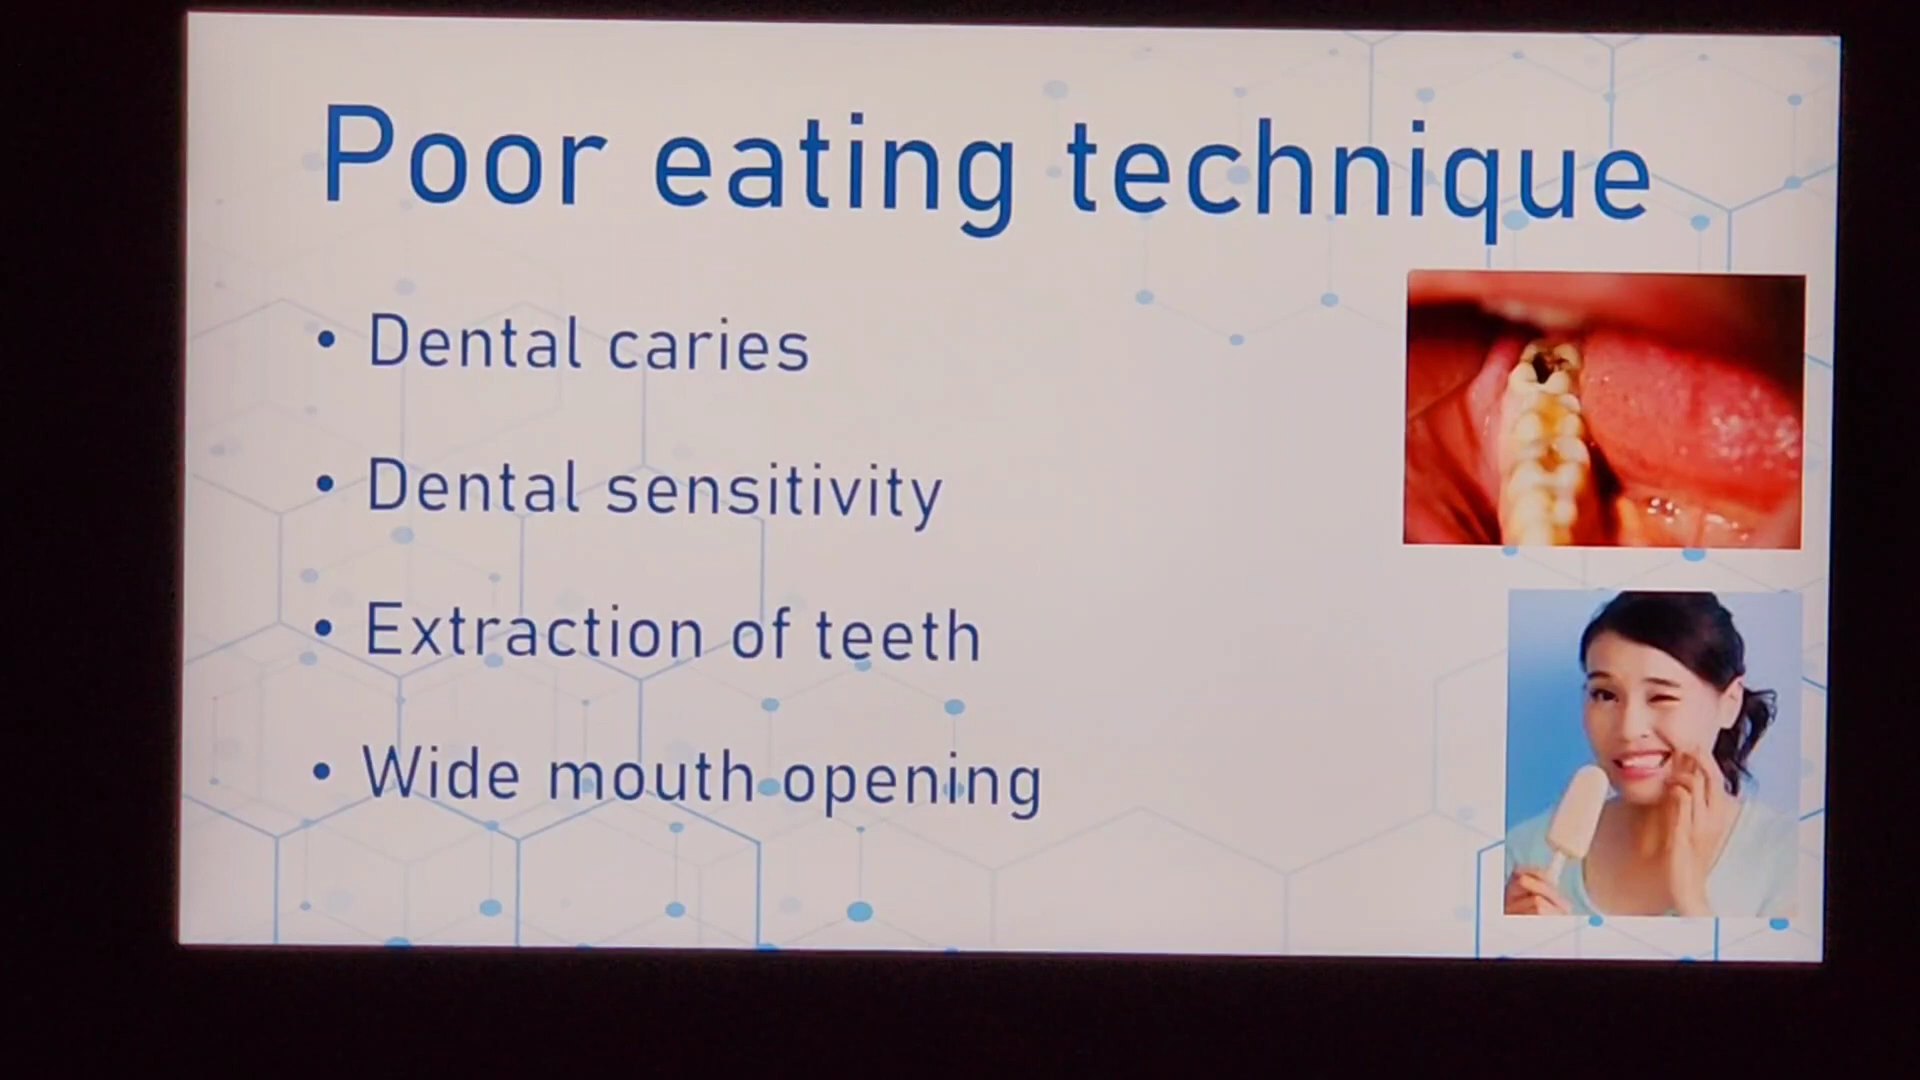 Poor eating technique
• Dental caries
• Dental sensitivity
• Extraction of teeth
• Wide mouth opening